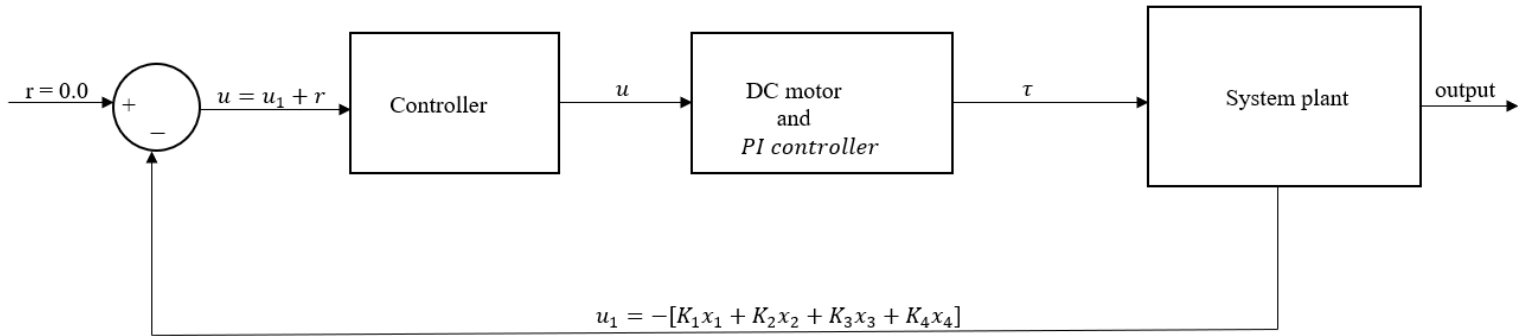 r = 0.0
+
−
u = u₁ + r
Controller
u
DC motor
and
PI controller
τ
System plant
output
u₁ = −[K₁x₁ + K₂x₂ + K₃x₃ + K₄x₄]